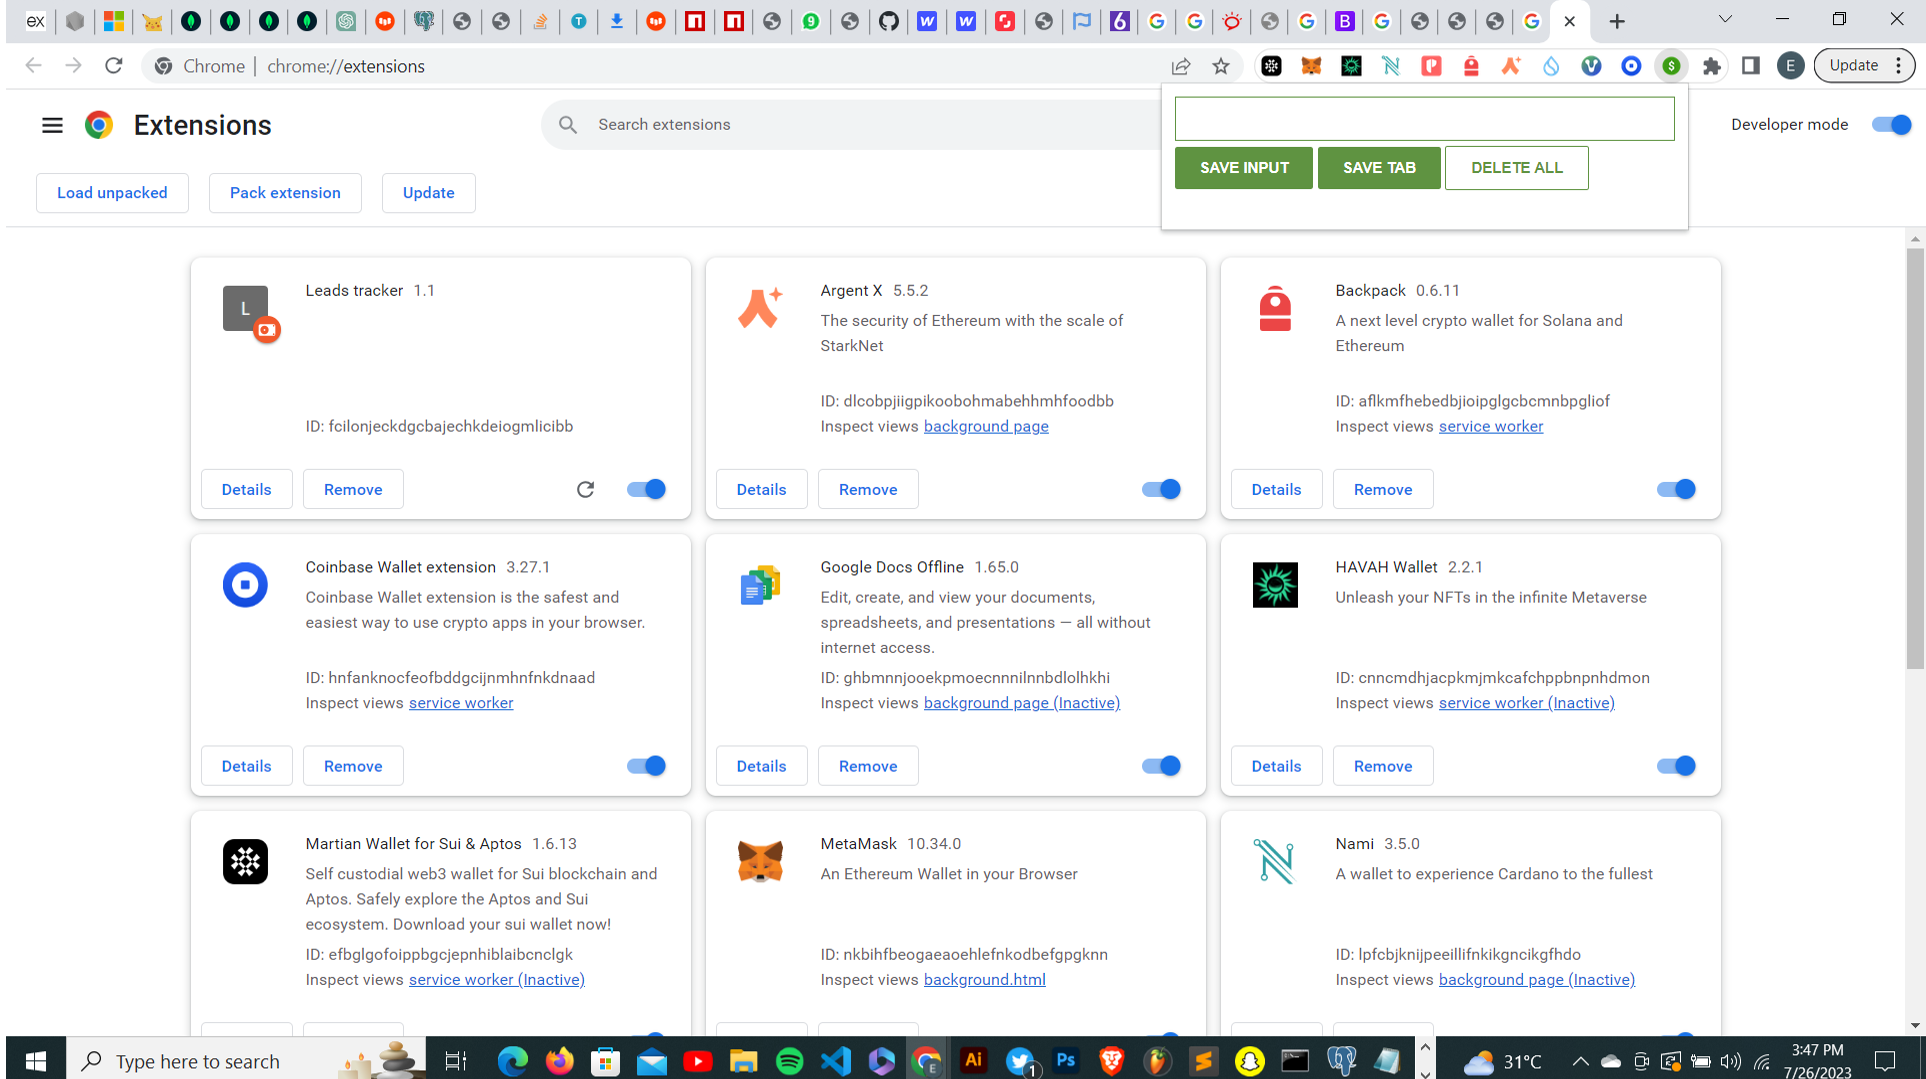 Chrome | chrome://extensions
Update
Extensions
Search extensions
Developer mode
SAVE INPUT
SAVE TAB
DELETE ALL
Load unpacked
Pack extension
Update
L
Leads tracker 1.1
ID: fcilonjeckdgcbajechkdeiogmlicibb
Details
Remove
Argent X 5.5.2
The security of Ethereum with the scale of
StarkNet
ID: dlcobpjiigpikoobohmabehhmhfoodbb
Inspect views background page
Details
Remove
Backpack 0.6.11
A next level crypto wallet for Solana and
Ethereum
ID: aflkmfhebedbjioipglgcbcmnbpgliof
Inspect views service worker
Details
Remove
Coinbase Wallet extension 3.27.1
Coinbase Wallet extension is the safest and
easiest way to use crypto apps in your browser.
ID: hnfanknocfeofbddgcijnmhnfnkdnaad
Inspect views service worker
Details
Remove
Google Docs Offline 1.65.0
Edit, create, and view your documents,
spreadsheets, and presentations — all without
internet access.
ID: ghbmnnjooekpmoecnnnilnnbdlolhkhi
Inspect views background page (Inactive)
Details
Remove
HAVAH Wallet 2.2.1
Unleash your NFTs in the infinite Metaverse
ID: cnncmdhjacpkmjmkcafchppbnpnhdmon
Inspect views service worker (Inactive)
Details
Remove
Martian Wallet for Sui & Aptos 1.6.13
Self custodial web3 wallet for Sui blockchain and
Aptos. Safely explore the Aptos and Sui
ecosystem. Download your sui wallet now!
ID: efbglgofoippbgcjepnhiblaibcnclgk
Inspect views service worker (Inactive)
MetaMask 10.34.0
An Ethereum Wallet in your Browser
ID: nkbihfbeogaeaoehlefnkodbefgpgknn
Inspect views background.html
Nami 3.5.0
A wallet to experience Cardano to the fullest
ID: lpfcbjknijpeeillifnkikgncikgfhdo
Inspect views background page (Inactive)
Type here to search
Ai
1
Ps
31°C
3:47 PM
7/26/2023